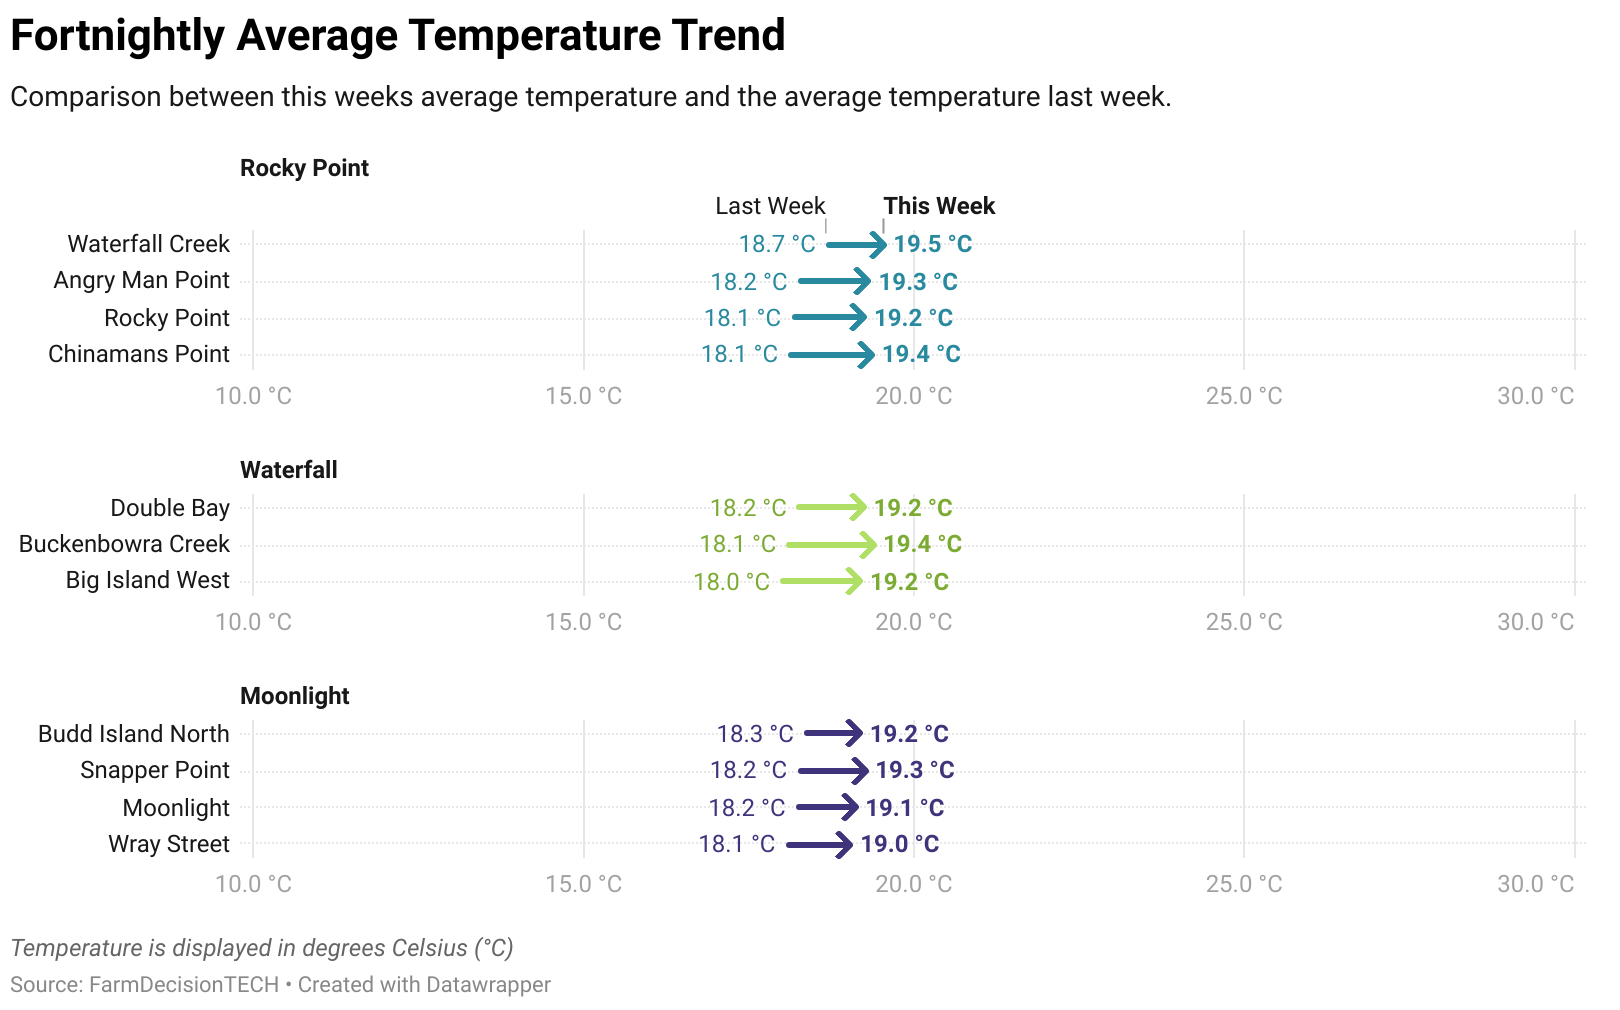 Fortnightly Average Temperature Trend
Comparison between this weeks average temperature and the average temperature last week.
Rocky Point
Last Week This Week
Waterfall Creek 18.7 °C 19.5 °C
Angry Man Point 18.2 °C 19.3 °C
Rocky Point 18.1 °C 19.2 °C
Chinamans Point 18.1 °C 19.4 °C
10.0 °C 15.0 °C 20.0 °C 25.0 °C 30.0 °C
Waterfall
Double Bay 18.2 °C 19.2 °C
Buckenbowra Creek 18.1 °C 19.4 °C
Big Island West 18.0 °C 19.2 °C
10.0 °C 15.0 °C 20.0 °C 25.0 °C 30.0 °C
Moonlight
Budd Island North 18.3 °C 19.2 °C
Snapper Point 18.2 °C 19.3 °C
Moonlight 18.2 °C 19.1 °C
Wray Street 18.1 °C 19.0 °C
10.0 °C 15.0 °C 20.0 °C 25.0 °C 30.0 °C
Temperature is displayed in degrees Celsius (°C)
Source: FarmDecisionTECH • Created with Datawrapper